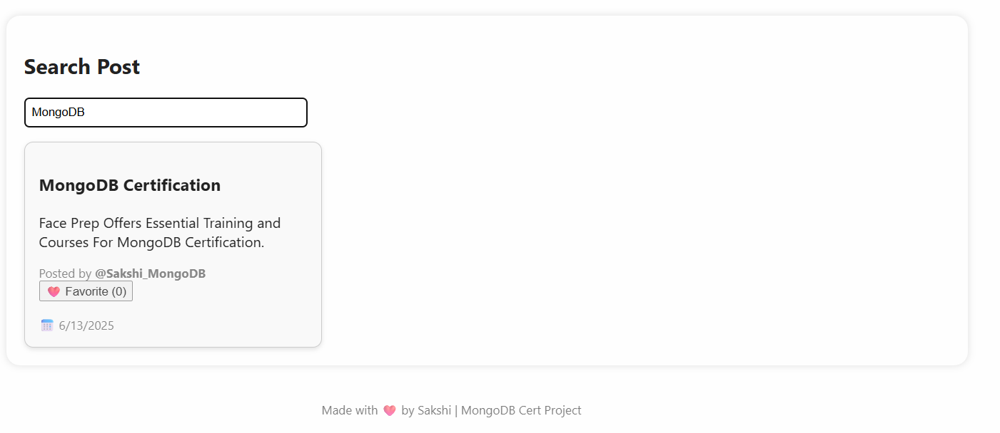 Search Post
MongoDB
MongoDB Certification
Face Prep Offers Essential Training and
Courses For MongoDB Certification.
Posted by @Sakshi_MongoDB
💗 Favorite (0)
📅 6/13/2025
Made with 💗 by Sakshi | MongoDB Cert Project